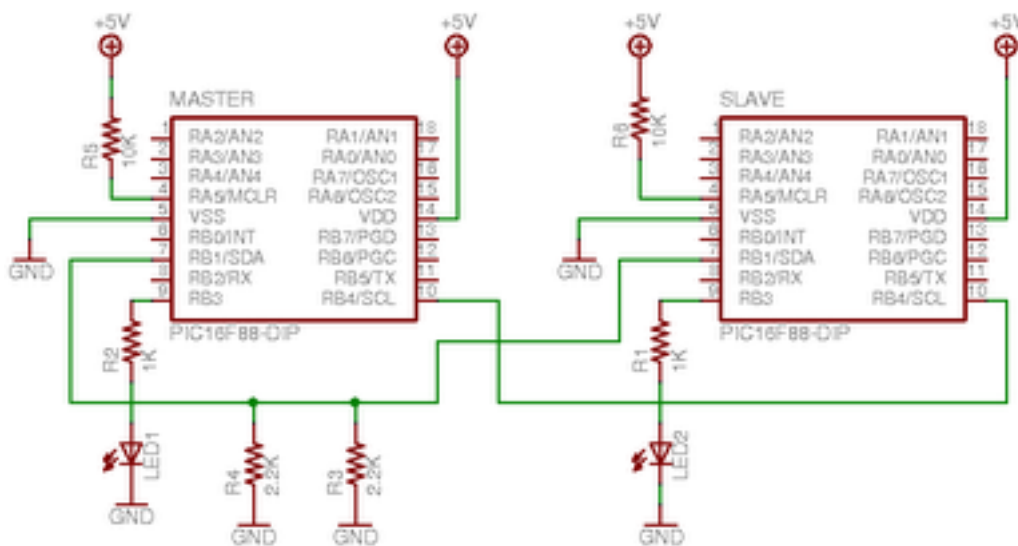 +5V
+5V
+5V
+5V
MASTER
SLAVE
R5
10K
R6
10K
1
RA2/AN2
RA1/AN1
18
2
RA3/AN3
RA0/AN0
17
3
RA4/AN4
RA7/OSC1
16
4
RA5/MCLR
RA6/OSC2
15
5
VSS
VDD
14
6
RB0/INT
RB7/PGD
13
7
RB1/SDA
RB6/PGC
12
8
RB2/RX
RB5/TX
11
9
RB3
RB4/SCL
10
PIC16F88-DIP
1
RA2/AN2
RA1/AN1
18
2
RA3/AN3
RA0/AN0
17
3
RA4/AN4
RA7/OSC1
16
4
RA5/MCLR
RA6/OSC2
15
5
VSS
VDD
14
6
RB0/INT
RB7/PGD
13
7
RB1/SDA
RB6/PGC
12
8
RB2/RX
RB5/TX
11
9
RB3
RB4/SCL
10
PIC16F88-DIP
GND
GND
R2
1K
R1
1K
LED1
R4
2.2K
R3
2.2K
LED2
GND
GND
GND
GND